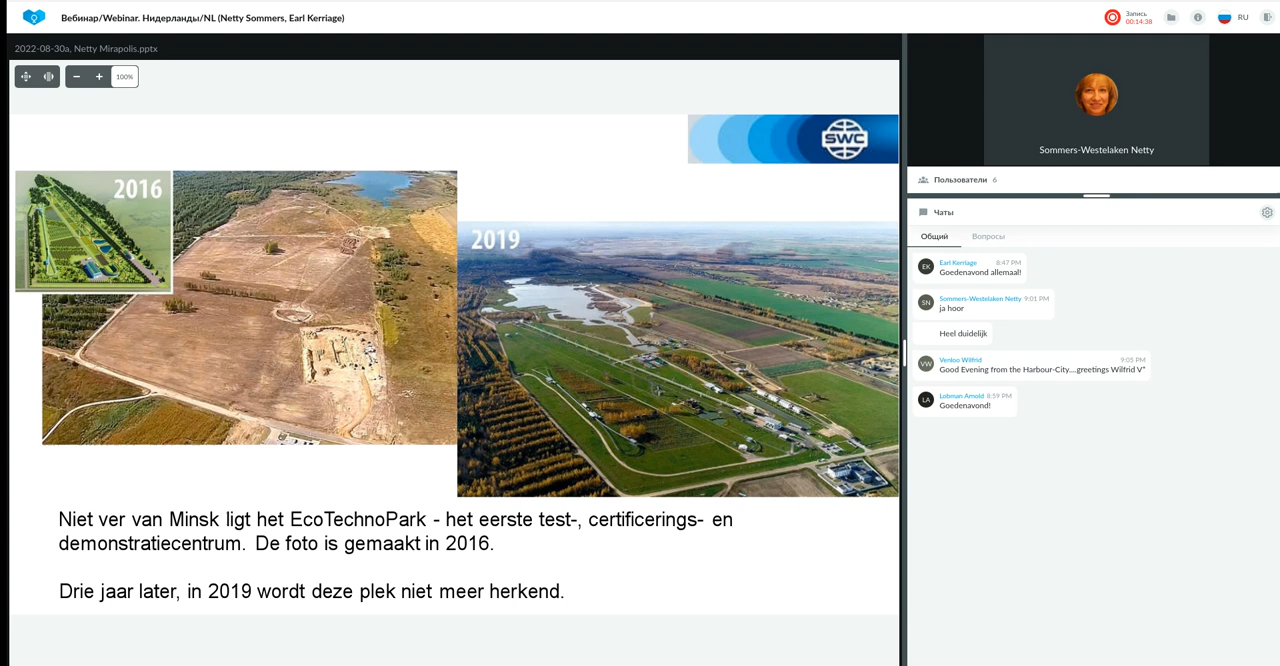 Вебинар/Webinar. Нидерланды/NL (Netty Sommers, Earl Kerriage)
Запись
00:14:38
RU
2022-08-30a, Netty Mirapolis.pptx
100%
SWC
2016
2019
Niet ver van Minsk ligt het EcoTechnoPark - het eerste test-, certificerings- en
demonstratiecentrum. De foto is gemaakt in 2016.
Drie jaar later, in 2019 wordt deze plek niet meer herkend.
Sommers-Westelaken Netty
Пользователи 6
Чаты
Общий Вопросы
EK
Earl Kerriage 8:47 PM
Goedenavond allemaal!
SN
Sommers-Westelaken Netty 9:01 PM
ja hoor
Heel duidelijk
VW
Venloo Wilfrid 9:05 PM
Good Evening from the Harbour-City....greetings Wilfrid V"
LA
Lobman Arnold 8:59 PM
Goedenavond!